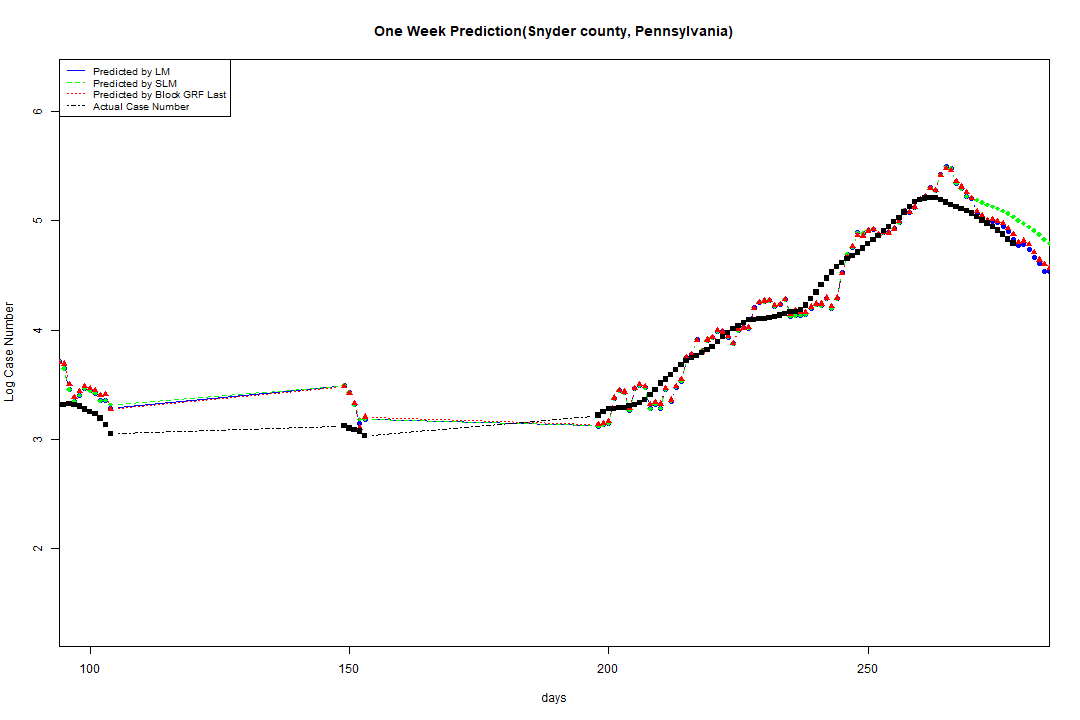 One Week Prediction(Snyder county, Pennsylvania)
Predicted by LM
Predicted by SLM
Predicted by Block GRF Last
Actual Case Number
6
5
4
3
2
Log Case Number
100 150 200 250
days